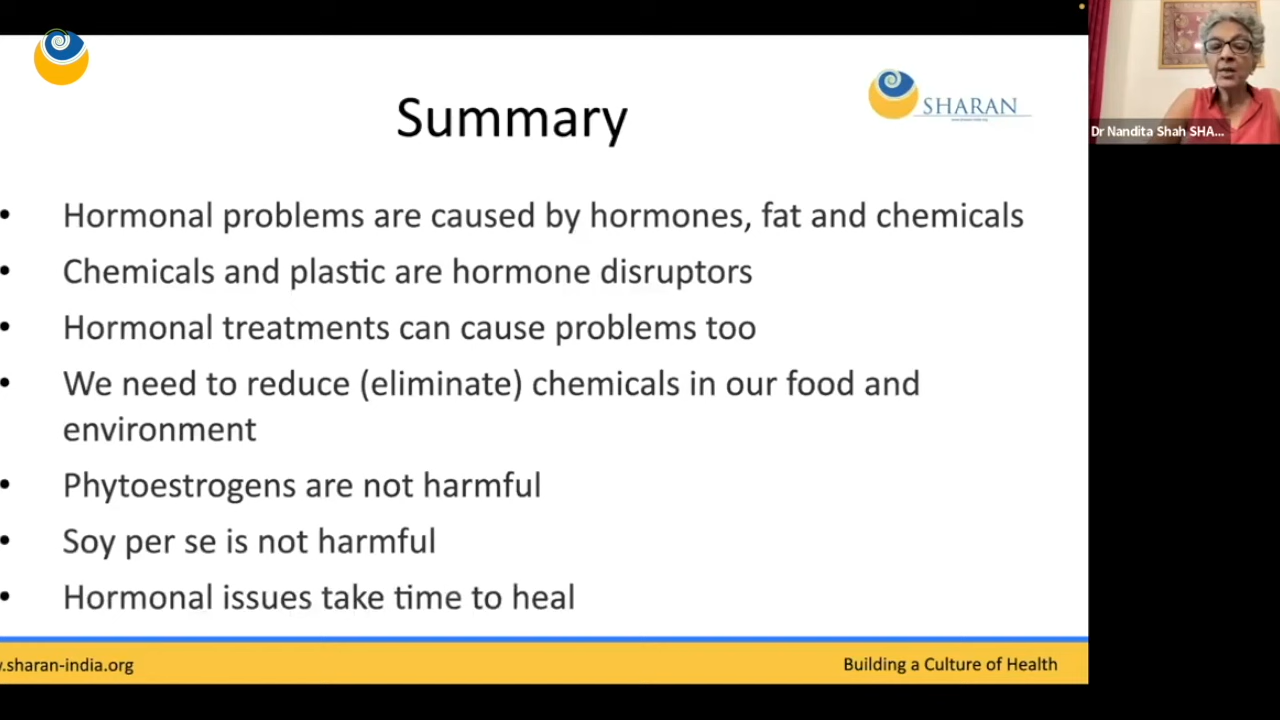 SHARAN
Summary
Dr Nandita Shah SHA...
• Hormonal problems are caused by hormones, fat and chemicals
• Chemicals and plastic are hormone disruptors
• Hormonal treatments can cause problems too
• We need to reduce (eliminate) chemicals in our food and
environment
• Phytoestrogens are not harmful
• Soy per se is not harmful
• Hormonal issues take time to heal
.sharan-india.org
Building a Culture of Health